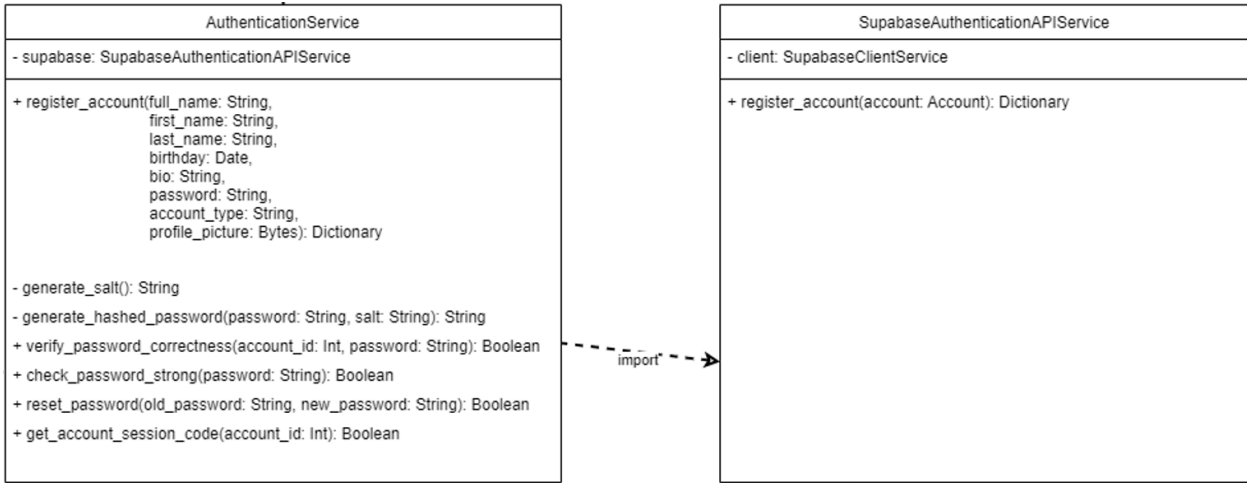 AuthenticationService
- supabase: SupabaseAuthenticationAPIService
+ register_account(full_name: String,
first_name: String,
last_name: String,
birthday: Date,
bio: String,
password: String,
account_type: String,
profile_picture: Bytes): Dictionary
- generate_salt(): String
- generate_hashed_password(password: String, salt: String): String
+ verify_password_correctness(account_id: Int, password: String): Boolean
+ check_password_strong(password: String): Boolean
+ reset_password(old_password: String, new_password: String): Boolean
+ get_account_session_code(account_id: Int): Boolean
import
SupabaseAuthenticationAPIService
- client: SupabaseClientService
+ register_account(account: Account): Dictionary